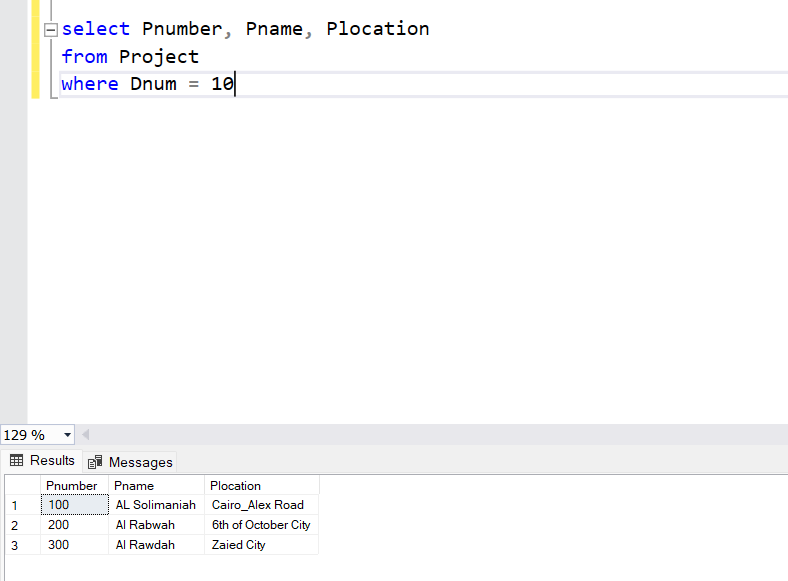 select Pnumber, Pname, Plocation
from Project
where Dnum = 10
129 %
Results Messages
Pnumber Pname Plocation
1 100 AL Solimaniah Cairo_Alex Road
2 200 Al Rabwah 6th of October City
3 300 Al Rawdah Zaied City